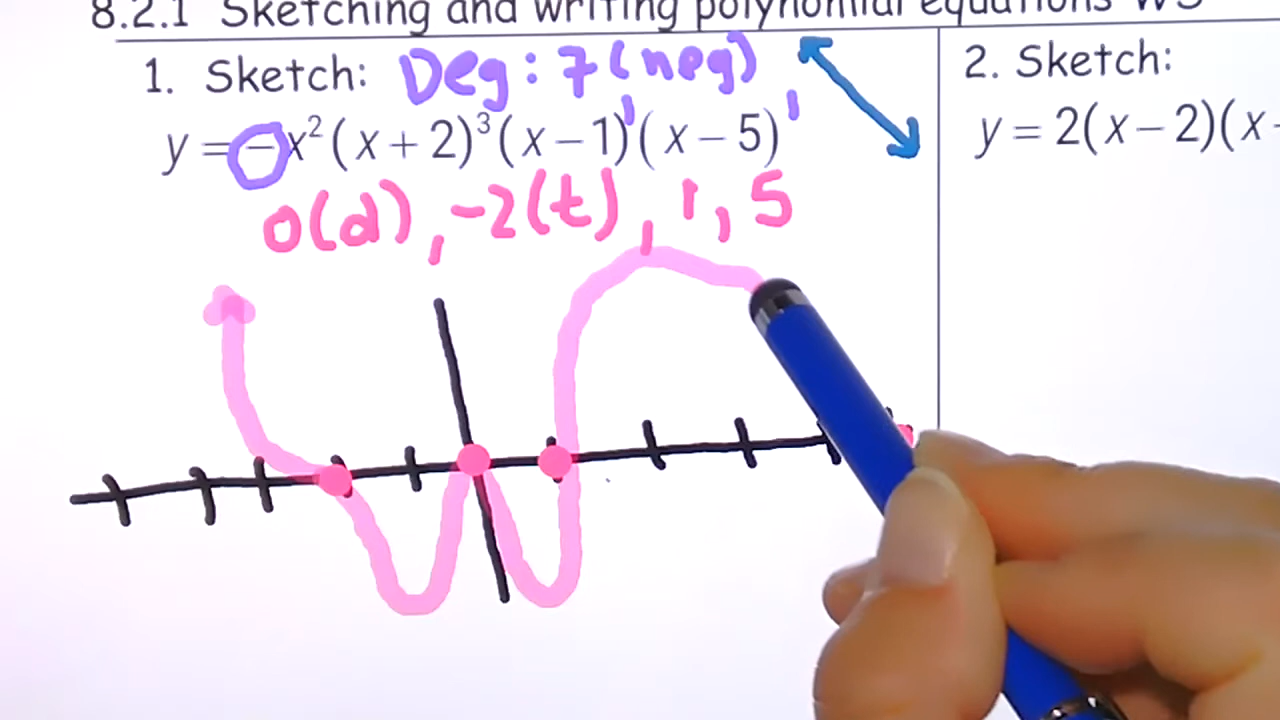 8.2.1 Sketching and writing polynomial equations WS
1. Sketch: Deg: 7 (neg)
y = -x²(x + 2)³(x − 1)¹(x − 5)¹
0(d), -2(t), 1, 5
2. Sketch:
y = 2(x − 2)(x -